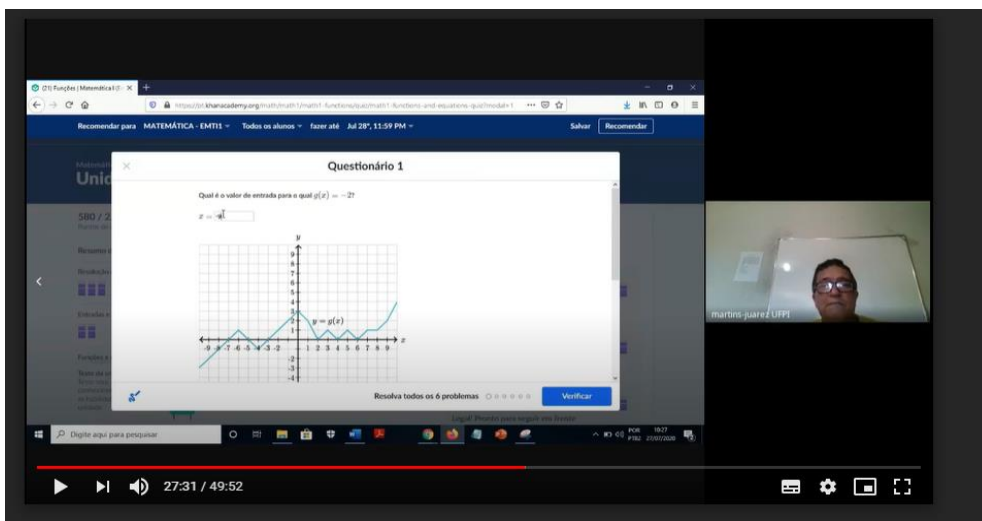 (21) Funções | Matemática I (1
https://pt.khanacademy.org/math/math1/math1-functions/quiz/math1-functions-and-equations-quiz?modal=1
Recomendar para MATEMÁTICA - EMTI1 Todos os alunos fazer até Jul 28º, 11:59 PM Salvar Recomendar
Unid
Questionário 1
Qual é o valor de entrada para o qual g(x) = -2?
x =
580 / 2
y
9
8
7
6
5
4
3
2
1
y = g(x)
-9 -8 -7 -6 -5 -4 -3 -2 1 2 3 4 5 6 7 8 9 x
-2
-3
-4
martins-juarez UFPI
Resolva todos os 6 problemas Verificar
Digite aqui para pesquisar
POR 10:27
PTB2 27/07/2020
27:31 / 49:52